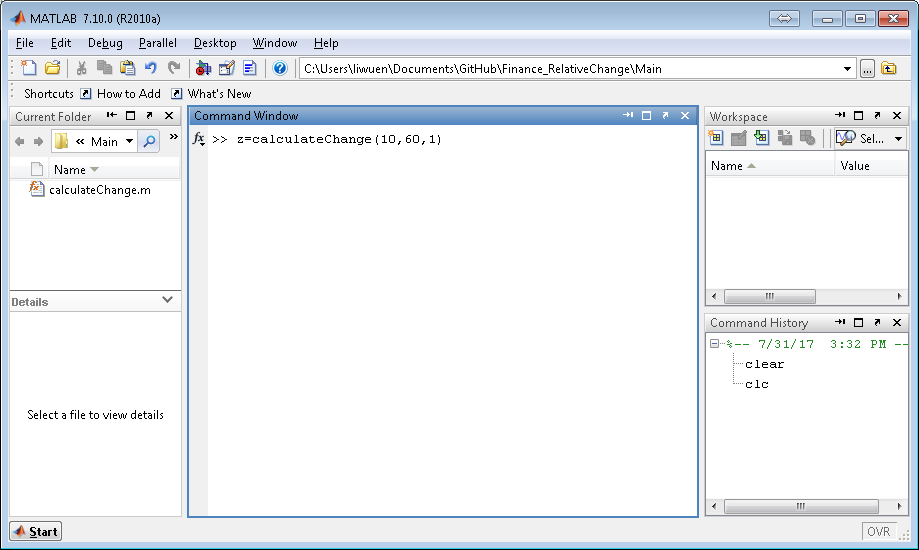 MATLAB 7.10.0 (R2010a)
File Edit Debug Parallel Desktop Window Help
C:\Users\liwuen\Documents\GitHub\Finance_RelativeChange\Main
...
Shortcuts How to Add What's New
Current Folder
« Main
»
Name
calculateChange.m
Details
Select a file to view details
Command Window
fx >> z=calculateChange(10,60,1)
Workspace
Sel...
Name Value
Command History
%-- 7/31/17 3:32 PM --
clear
clc
Start
OVR